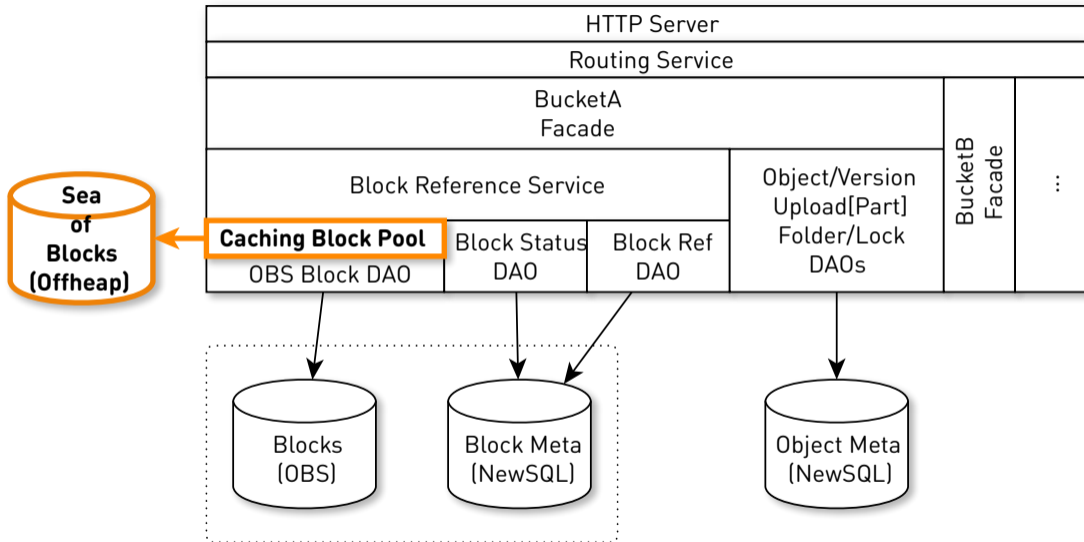 HTTP Server
Routing Service
BucketA
Facade
BucketB
Facade
...
Block Reference Service
Object/Version
Upload[Part]
Folder/Lock
DAOs
Sea
of
Blocks
(Offheap)
Caching Block Pool
OBS Block DAO
Block Status
DAO
Block Ref
DAO
Blocks
(OBS)
Block Meta
(NewSQL)
Object Meta
(NewSQL)